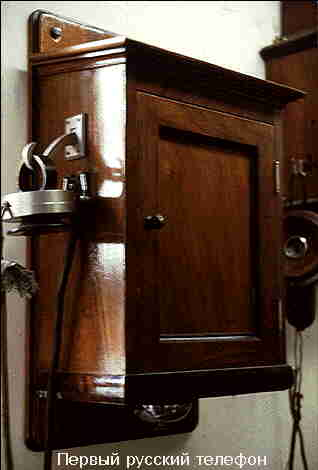 Первый русский телефон